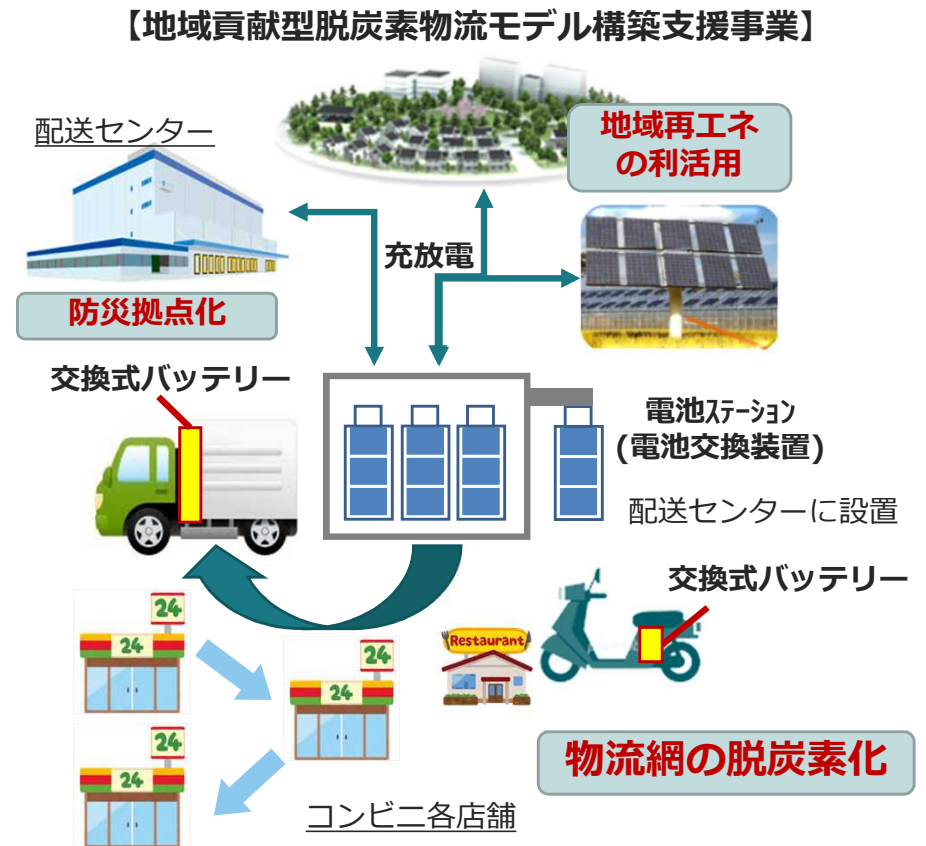 【地域貢献型脱炭素物流モデル構築支援事業】
配送センター
地域再エネ
の利活用
充放電
防災拠点化
交換式バッテリー
電池ｽﾃｰｼｮﾝ
(電池交換装置)
配送センターに設置
交換式バッテリー
24
24
Restaurant
24
24
24
24
物流網の脱炭素化
コンビニ各店舗